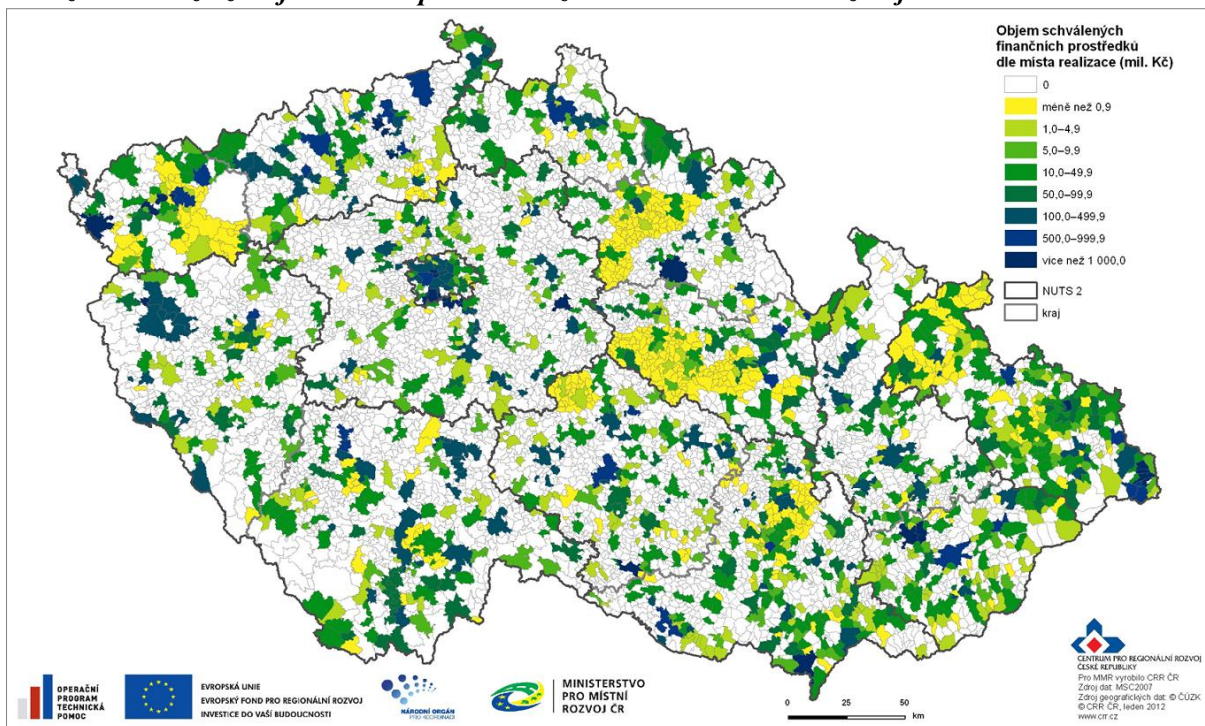 Objem schválených
finančních prostředků
dle místa realizace (mil. Kč)
0
méně než 0,9
1,0–4,9
5,0–9,9
10,0–49,9
50,0–99,9
100,0–499,9
500,0–999,9
více než 1 000,0
NUTS 2
kraj
OPERAČNÍ
PROGRAM
TECHNICKÁ
POMOC
EVROPSKÁ UNIE
EVROPSKÝ FOND PRO REGIONÁLNÍ ROZVOJ
INVESTICE DO VAŠÍ BUDOUCNOSTI
NÁRODNÍ ORGÁN
PRO KOORDINACI
MINISTERSTVO
PRO MÍSTNÍ
ROZVOJ ČR
0 25 50
km
CENTRUM PRO REGIONÁLNÍ ROZVOJ
ČESKÉ REPUBLIKY
Pro MMR vyrobilo CRR ČR
Zdroj dat: MSC2007
Zdroj geografických dat: © ČÚZK
© CRR ČR, leden 2012
www.crr.cz